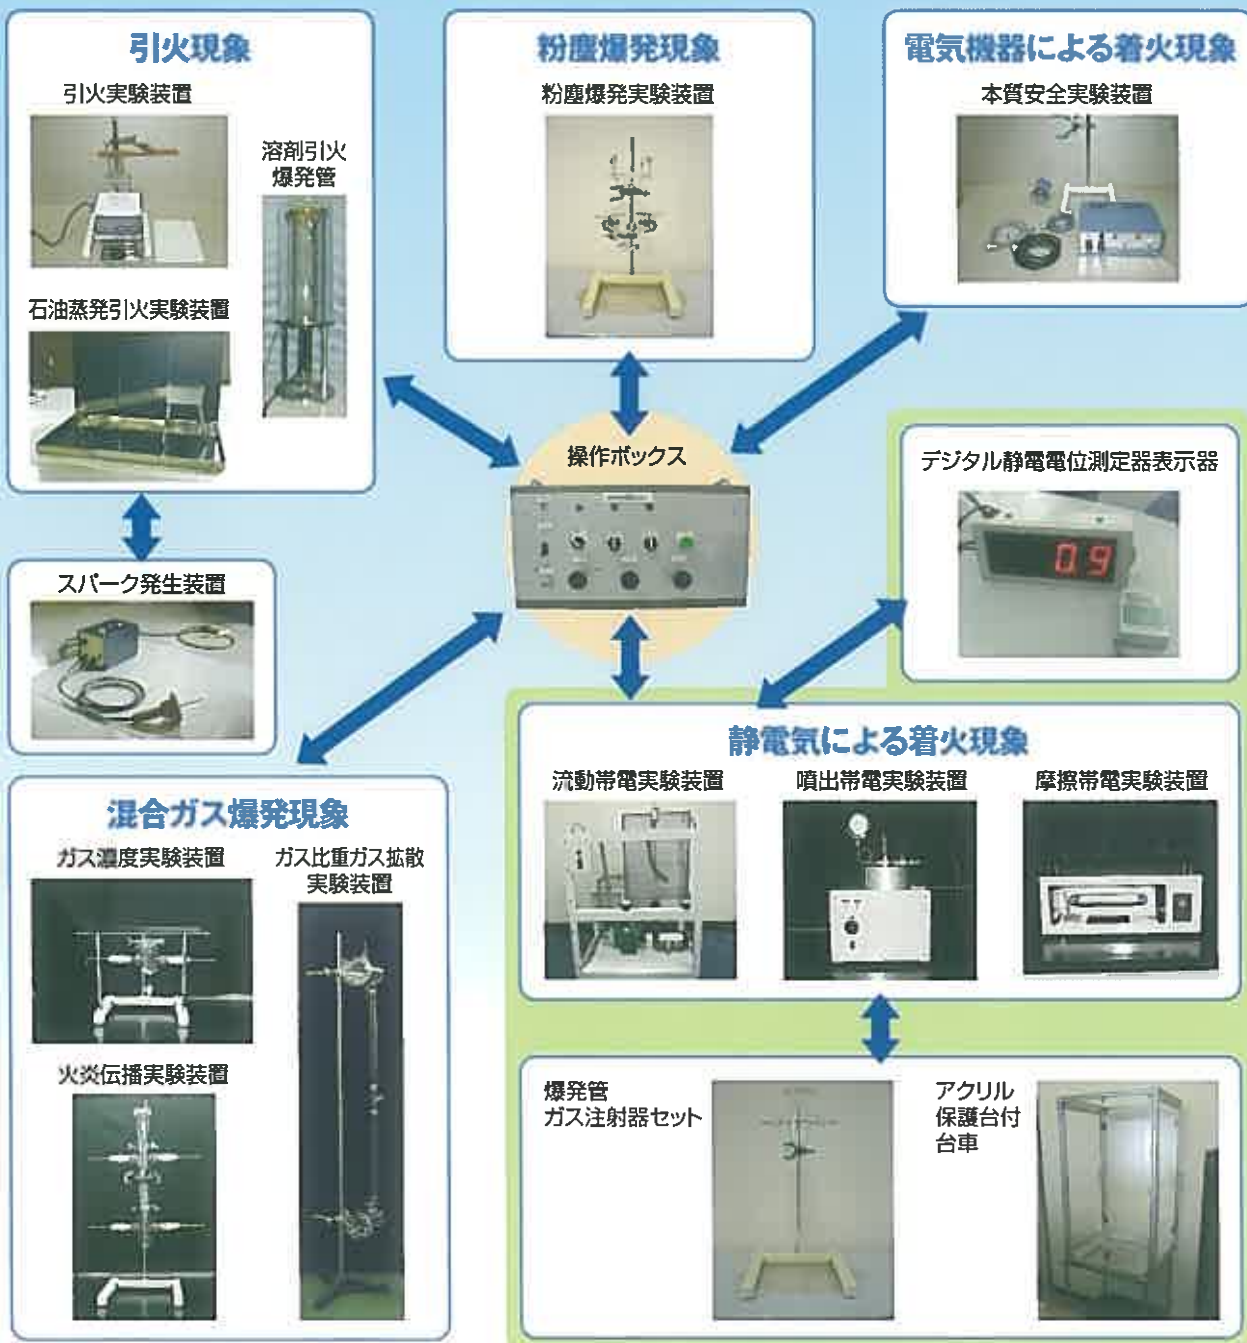 引火現象
引火実験装置
溶剤引火
爆発管
石油蒸発引火実験装置
粉塵爆発現象
粉塵爆発実験装置
電気機器による着火現象
本質安全実験装置
操作ボックス
デジタル静電電位測定器表示器
0.9
スパーク発生装置
静電気による着火現象
流動帯電実験装置
噴出帯電実験装置
摩擦帯電実験装置
混合ガス爆発現象
ガス濃度実験装置
ガス比重ガス拡散
実験装置
火炎伝播実験装置
爆発管
ガス注射器セット
アクリル
保護台付
台車